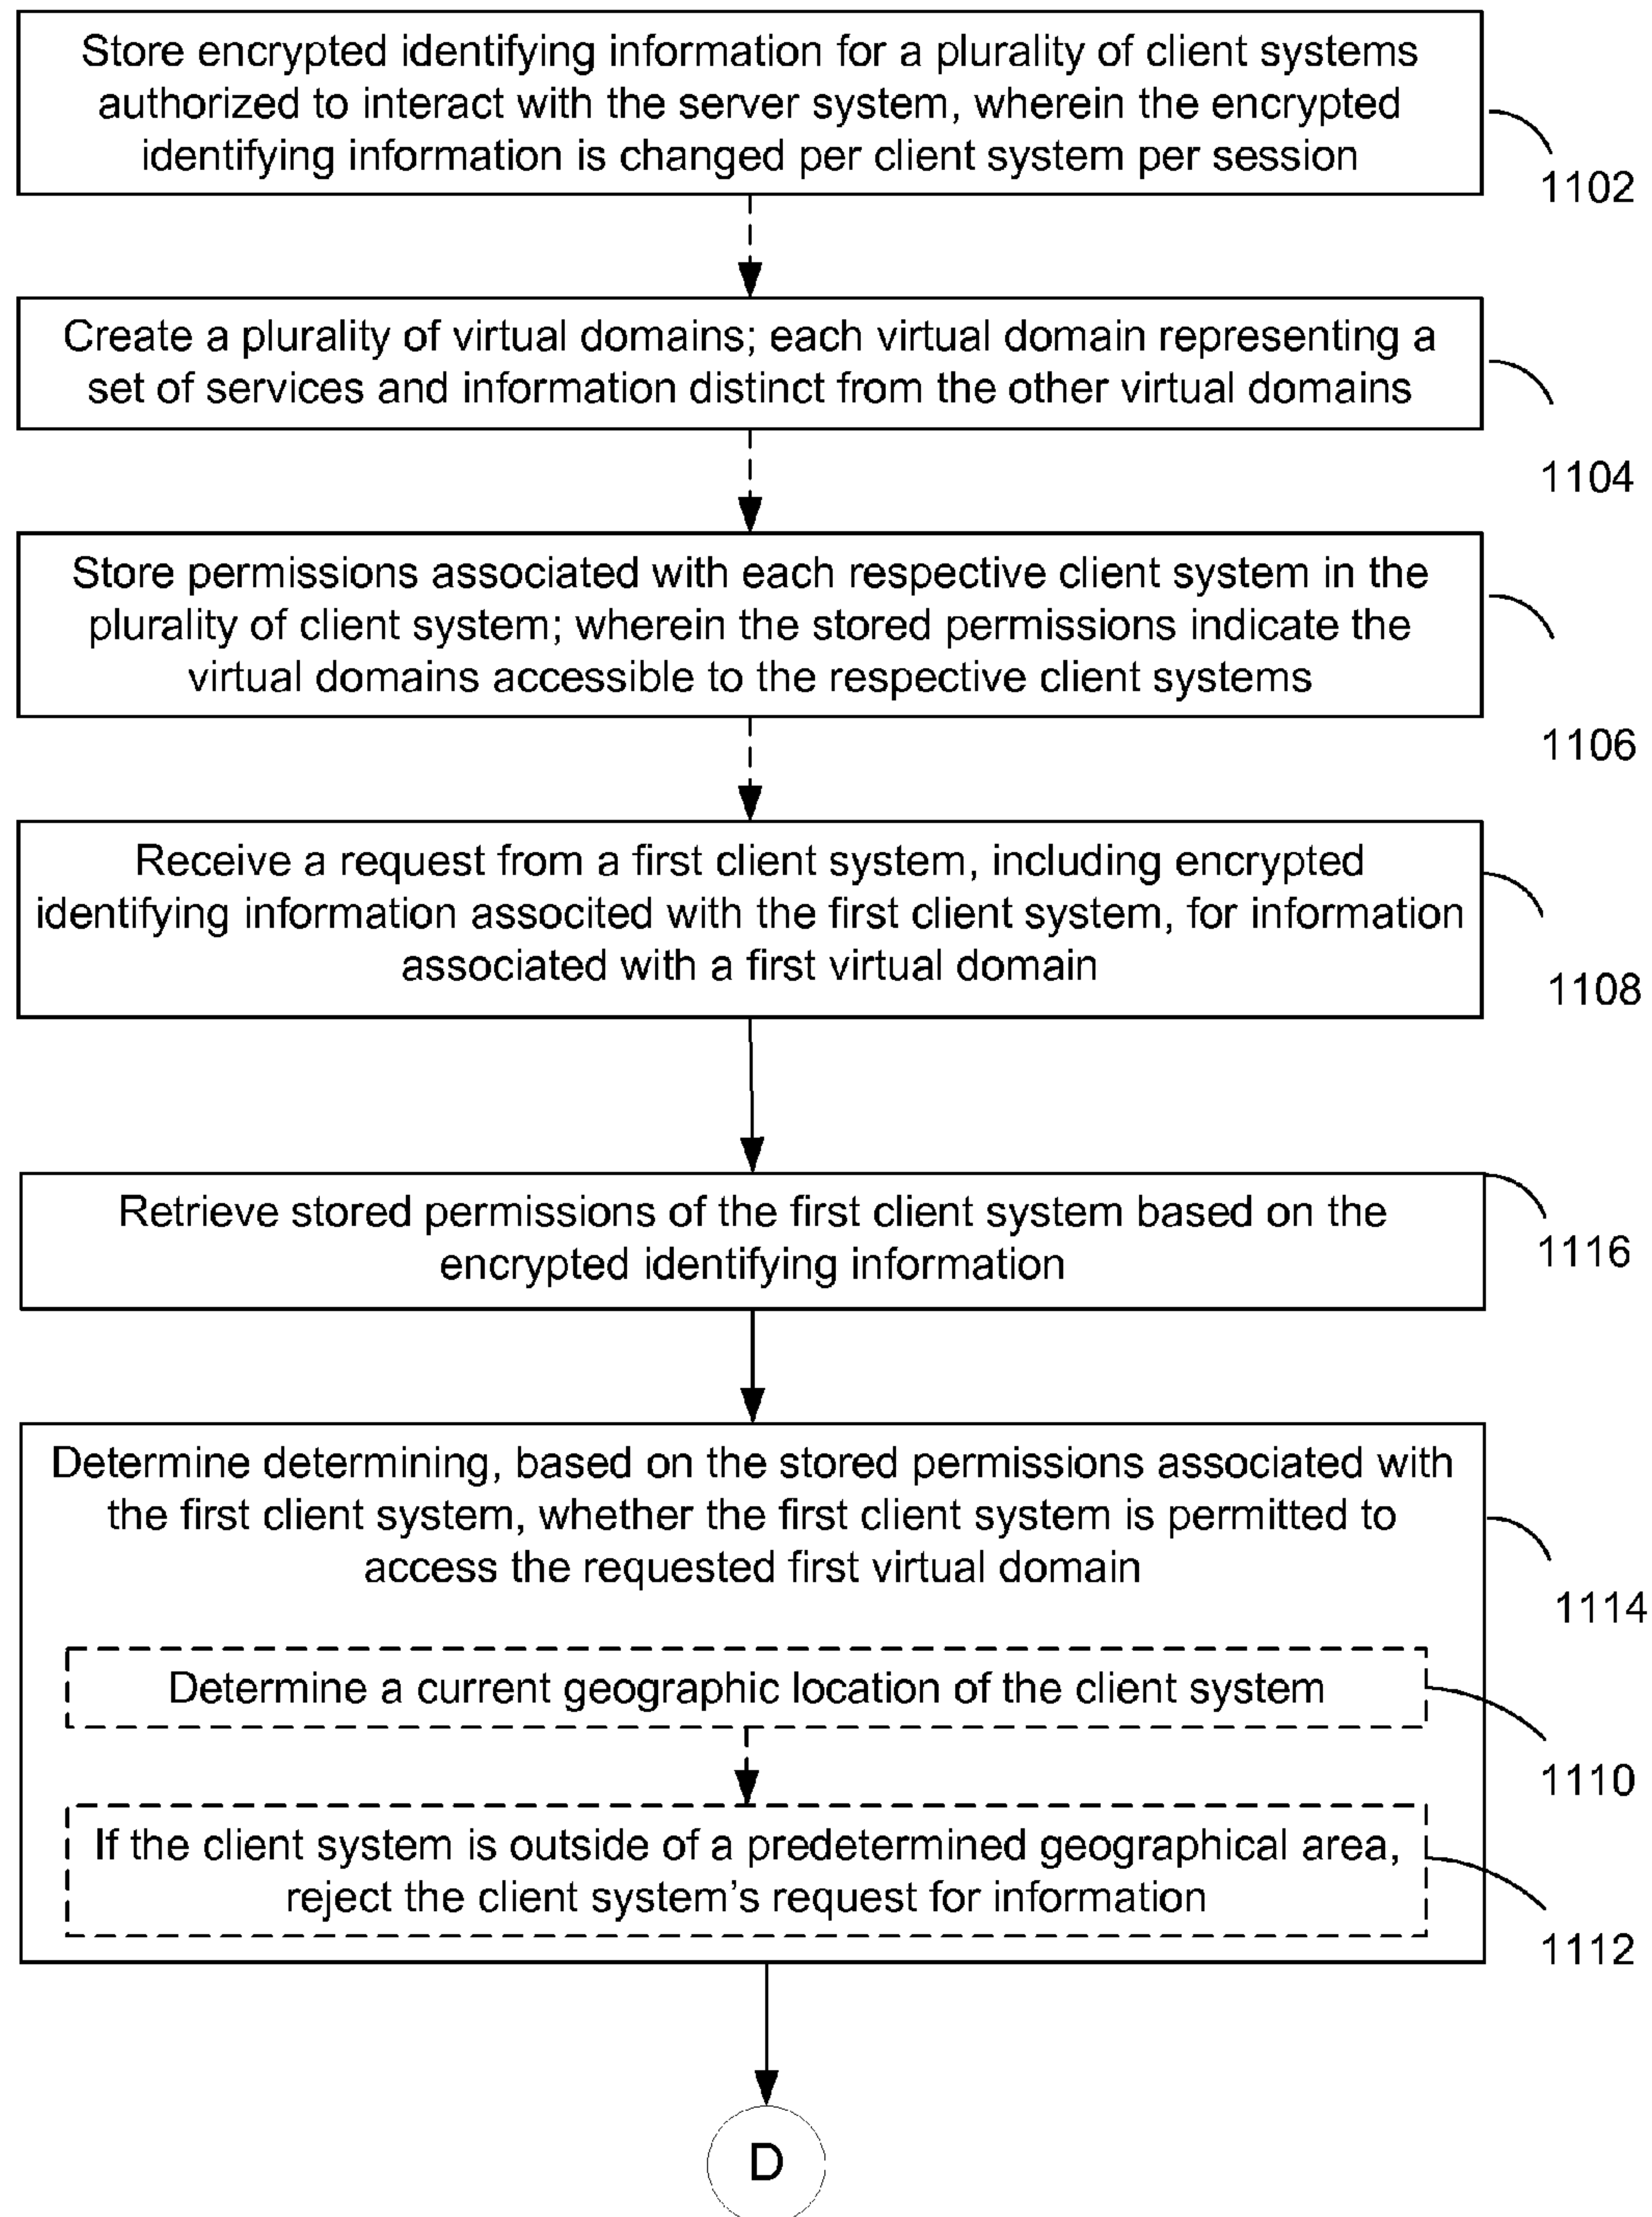 Store encrypted identifying information for a plurality of client systems
authorized to interact with the server system, wherein the encrypted
identifying information is changed per client system per session
1102
Create a plurality of virtual domains; each virtual domain representing a
set of services and information distinct from the other virtual domains
1104
Store permissions associated with each respective client system in the
plurality of client system; wherein the stored permissions indicate the
virtual domains accessible to the respective client systems
1106
Receive a request from a first client system, including encrypted
identifying information associted with the first client system, for information
associated with a first virtual domain
1108
Retrieve stored permissions of the first client system based on the
encrypted identifying information
1116
Determine determining, based on the stored permissions associated with
the first client system, whether the first client system is permitted to
access the requested first virtual domain
1114
Determine a current geographic location of the client system
1110
If the client system is outside of a predetermined geographical area,
reject the client system’s request for information
1112
D